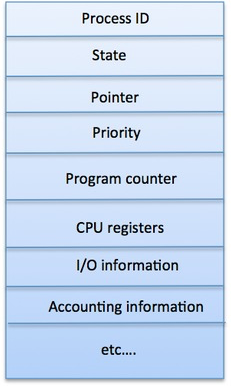 Process ID
State
Pointer
Priority
Program counter
CPU registers
I/O information
Accounting information
etc....